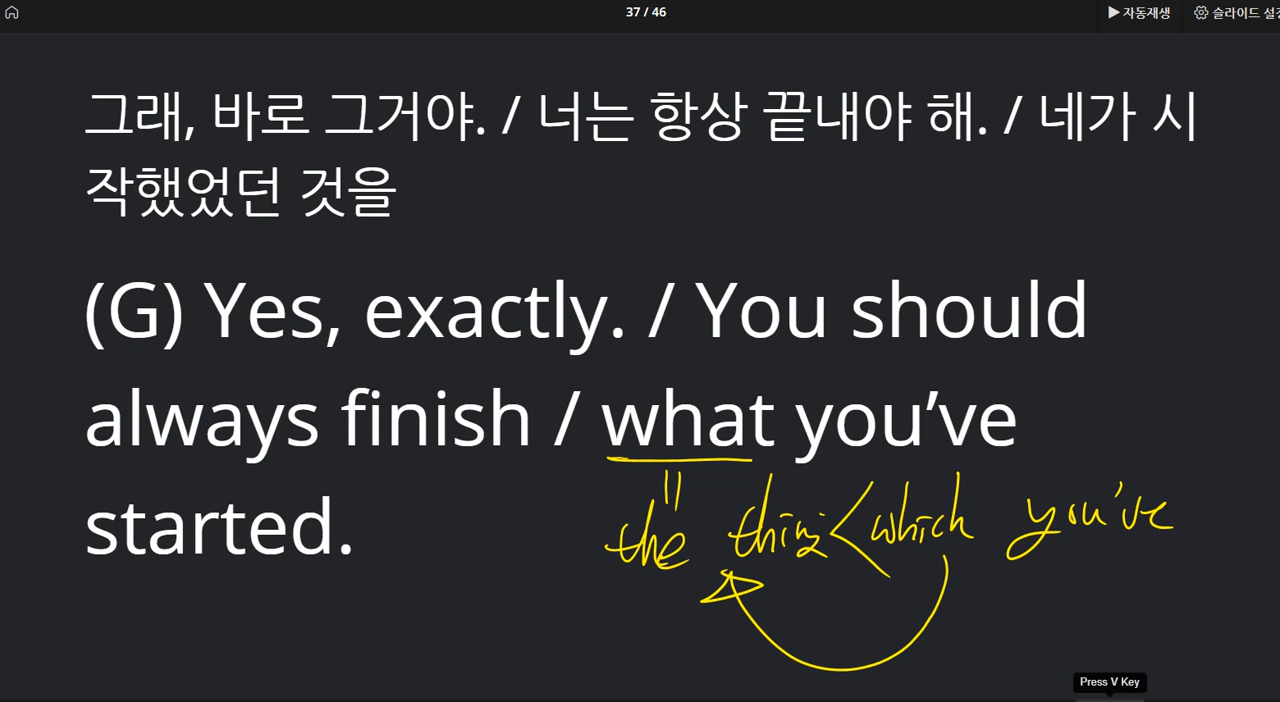 37 / 46
▶ 자동재생
슬라이드 설정
그래, 바로 그거야. / 너는 항상 끝내야 해. / 네가 시
작했었던 것을
(G) Yes, exactly. / You should
always finish / what you’ve
started.
=
the thing < which you've
Press V Key